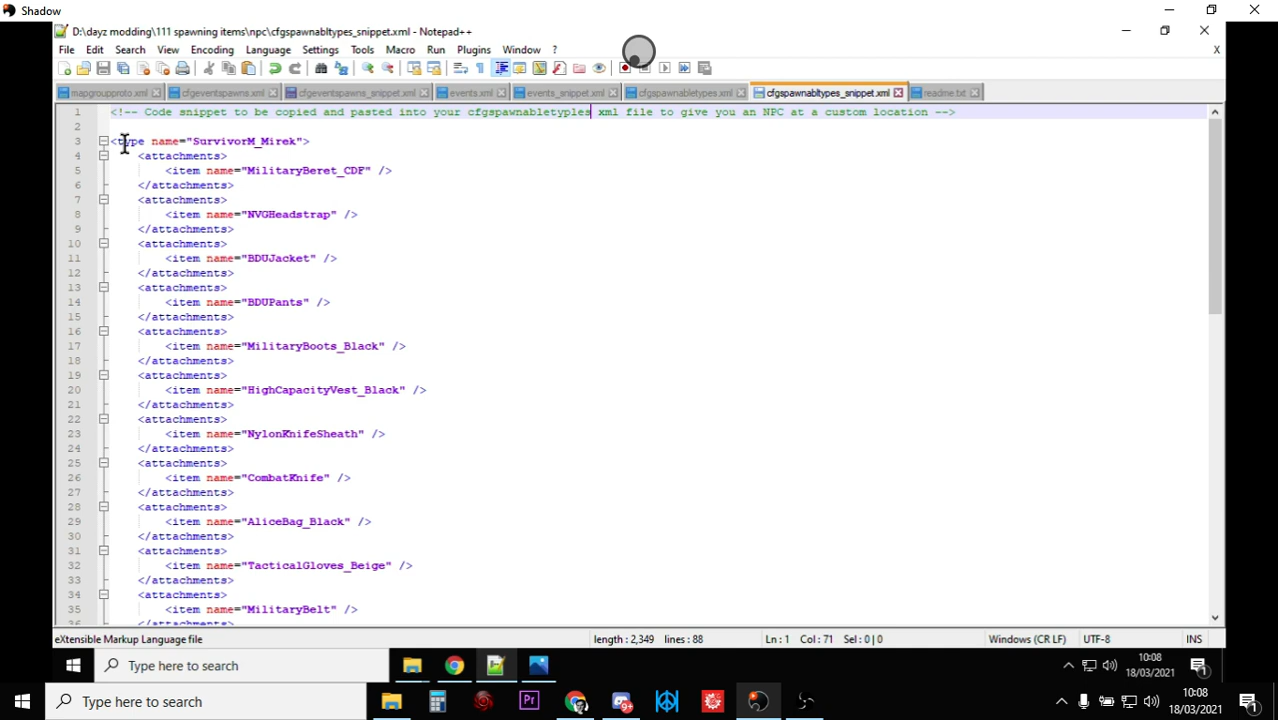 Shadow
D:\dayz modding\111 spawning items\npc\cfgspawnabltypes_snippet.xml - Notepad++
File Edit Search View Encoding Language Settings Tools Macro Run Plugins Window ? X
mapgroupproto.xml cfgeventspawns.xml cfgeventspawns_snippet.xml events.xml events_snippet.xml cfgspawnabletypes.xml cfgspawnabltypes_snippet.xml readme.txt
1 <!-- Code snippet to be copied and pasted into your cfgspawnabletyples xml file to give you an NPC at a custom location -->
2
3 <type name="SurvivorM_Mirek">
4 <attachments>
5 <item name="MilitaryBeret_CDF" />
6 </attachments>
7 <attachments>
8 <item name="NVGHeadstrap" />
9 </attachments>
10 <attachments>
11 <item name="BDUJacket" />
12 </attachments>
13 <attachments>
14 <item name="BDUPants" />
15 </attachments>
16 <attachments>
17 <item name="MilitaryBoots_Black" />
18 </attachments>
19 <attachments>
20 <item name="HighCapacityVest_Black" />
21 </attachments>
22 <attachments>
23 <item name="NylonKnifeSheath" />
24 </attachments>
25 <attachments>
26 <item name="CombatKnife" />
27 </attachments>
28 <attachments>
29 <item name="AliceBag_Black" />
30 </attachments>
31 <attachments>
32 <item name="TacticalGloves_Beige" />
33 </attachments>
34 <attachments>
35 <item name="MilitaryBelt" />
36 </attachments>
eXtensible Markup Language file length : 2,349 lines : 88 Ln : 1 Col : 71 Sel : 0 | 0 Windows (CR LF) UTF-8 INS
Type here to search 10:08
18/03/2021 1
Type here to search Pr 9+ 10:08
18/03/2021 1